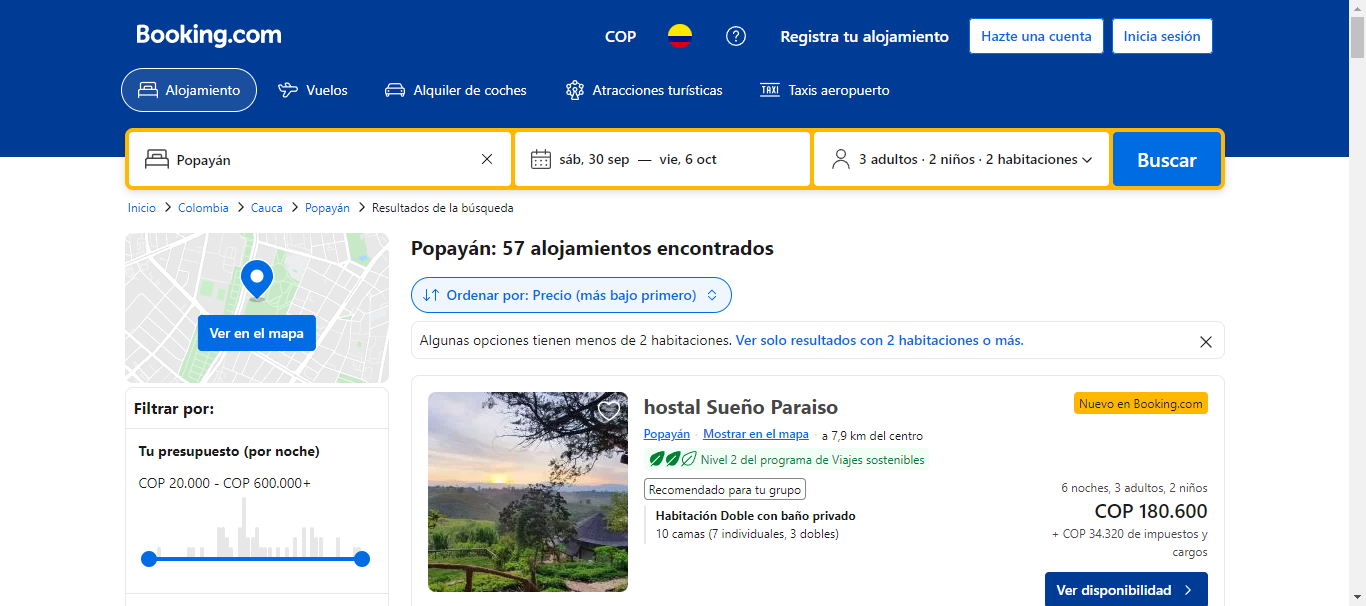 Booking.com
COP
Registra tu alojamiento
Hazte una cuenta
Inicia sesión
Alojamiento
Vuelos
Alquiler de coches
Atracciones turísticas
TAXI
Taxis aeropuerto
Popayán
sáb, 30 sep — vie, 6 oct
3 adultos · 2 niños · 2 habitaciones
Buscar
Inicio > Colombia > Cauca > Popayán > Resultados de la búsqueda
Ver en el mapa
Filtrar por:
Tu presupuesto (por noche)
COP 20.000 - COP 600.000+
Popayán: 57 alojamientos encontrados
Ordenar por: Precio (más bajo primero)
Algunas opciones tienen menos de 2 habitaciones. Ver solo resultados con 2 habitaciones o más.
hostal Sueño Paraiso
Nuevo en Booking.com
Popayán · Mostrar en el mapa · a 7,9 km del centro
Nivel 2 del programa de Viajes sostenibles
Recomendado para tu grupo
Habitación Doble con baño privado
10 camas (7 individuales, 3 dobles)
6 noches, 3 adultos, 2 niños
COP 180.600
+ COP 34.320 de impuestos y
cargos
Ver disponibilidad